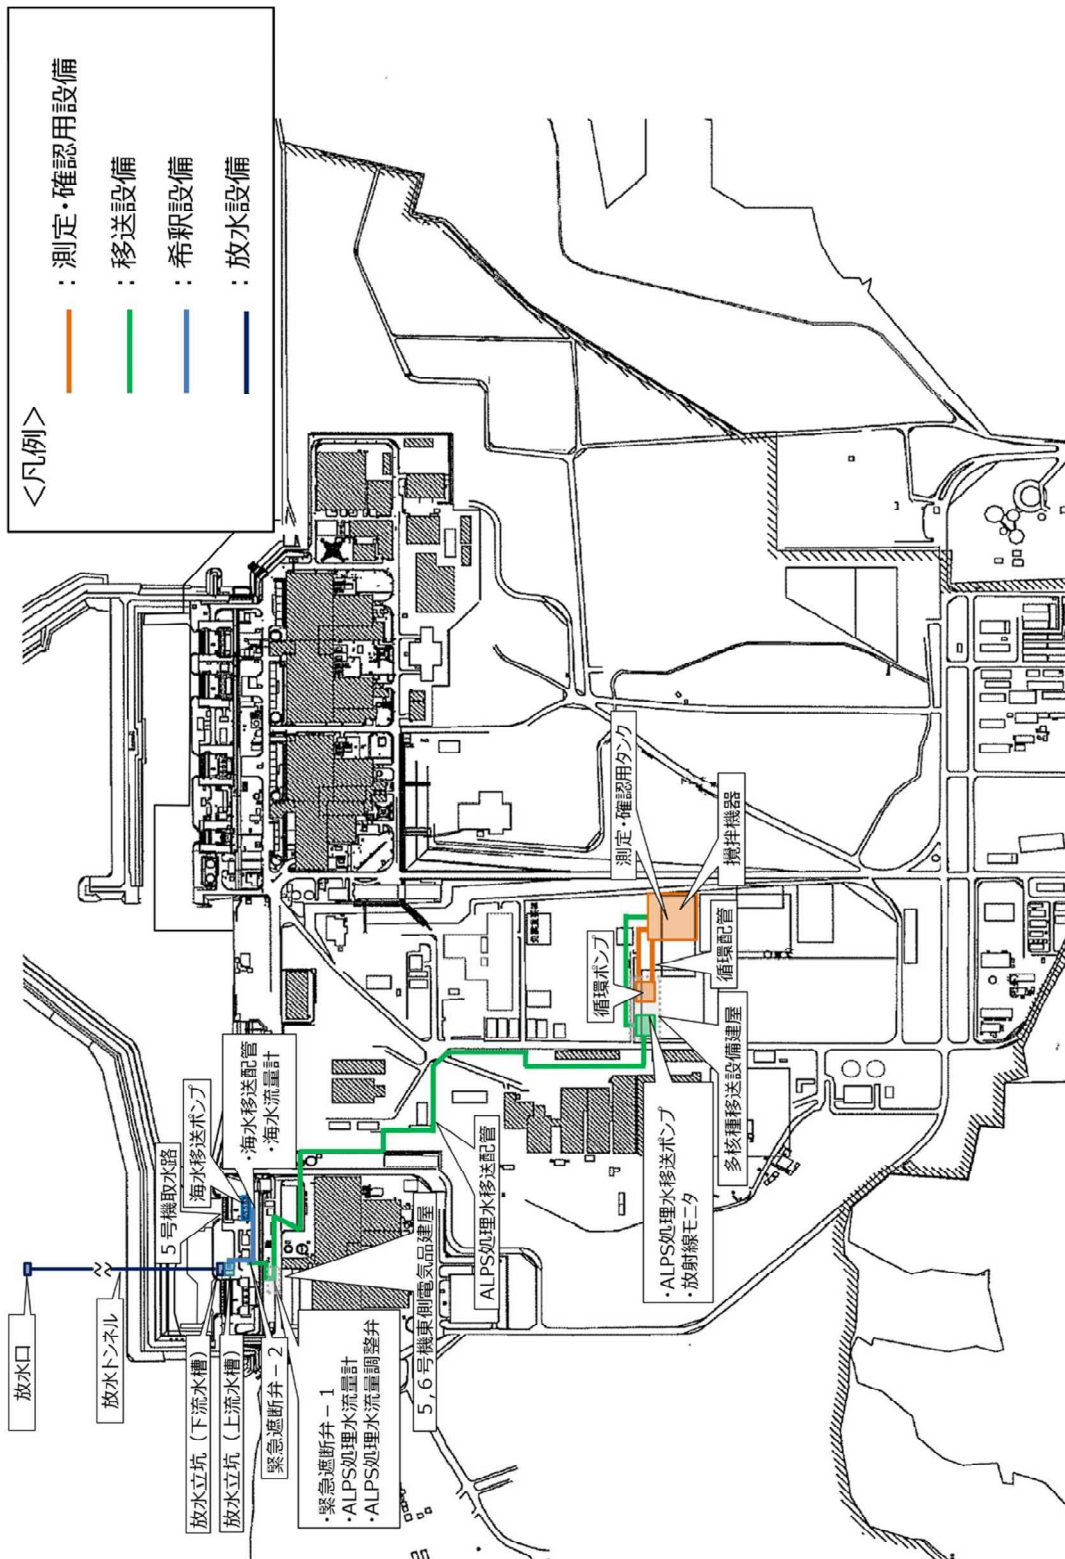 <凡例>
：測定・確認用設備
：移送設備
：希釈設備
：放水設備
放水口
放水トンネル
放水立坑（下流水槽）
放水立坑（上流水槽）
緊急遮断弁－２
・緊急遮断弁－１
・ALPS処理水流量計
・ALPS処理水流量調整弁
５,６号機東側電気品建屋
５号機取水路
海水移送ポンプ
・海水移送配管
・海水流量計
ALPS処理水移送配管
・ALPS処理水移送ポンプ
・放射線モニタ
多核種移送設備建屋
循環ポンプ
循環配管
測定・確認用タンク
攪拌機器